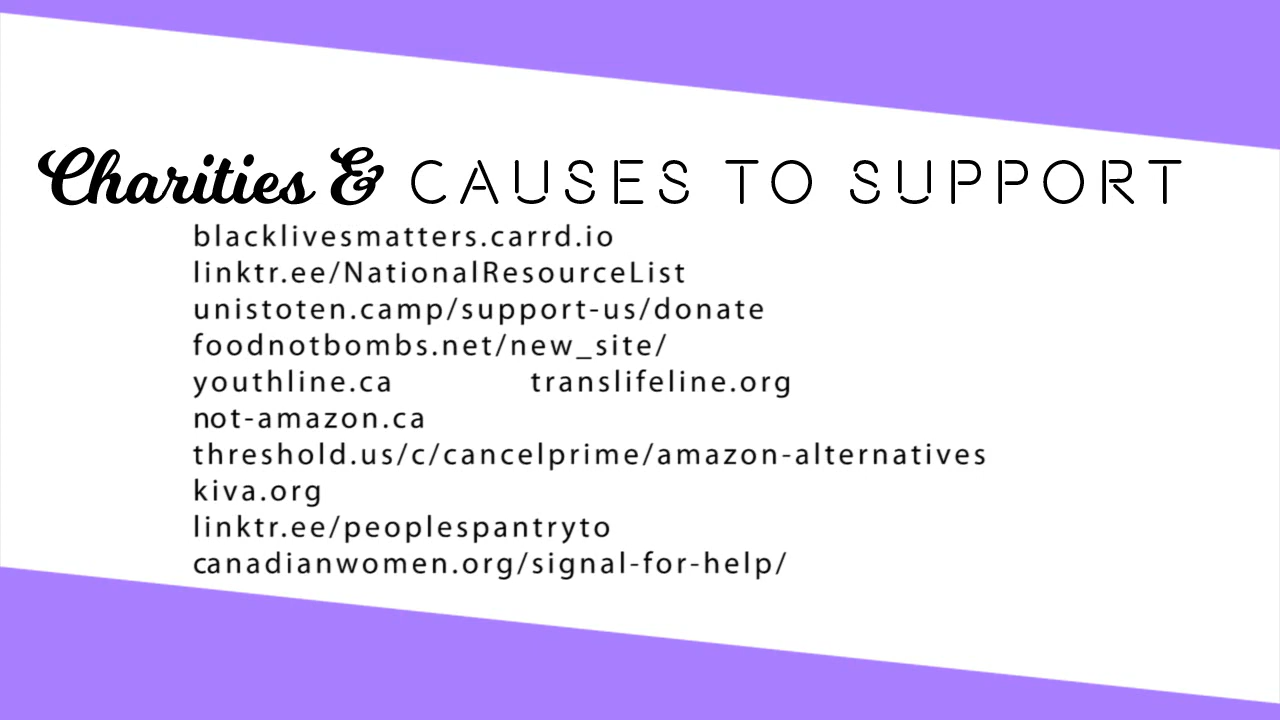 Charities & CAUSES TO SUPPORT
blacklivesmatters.carrd.io
linktr.ee/NationalResourceList
unistoten.camp/support-us/donate
foodnotbombs.net/new_site/
youthline.ca translifeline.org
not-amazon.ca
threshold.us/c/cancelprime/amazon-alternatives
kiva.org
linktr.ee/peoplespantryto
canadianwomen.org/signal-for-help/